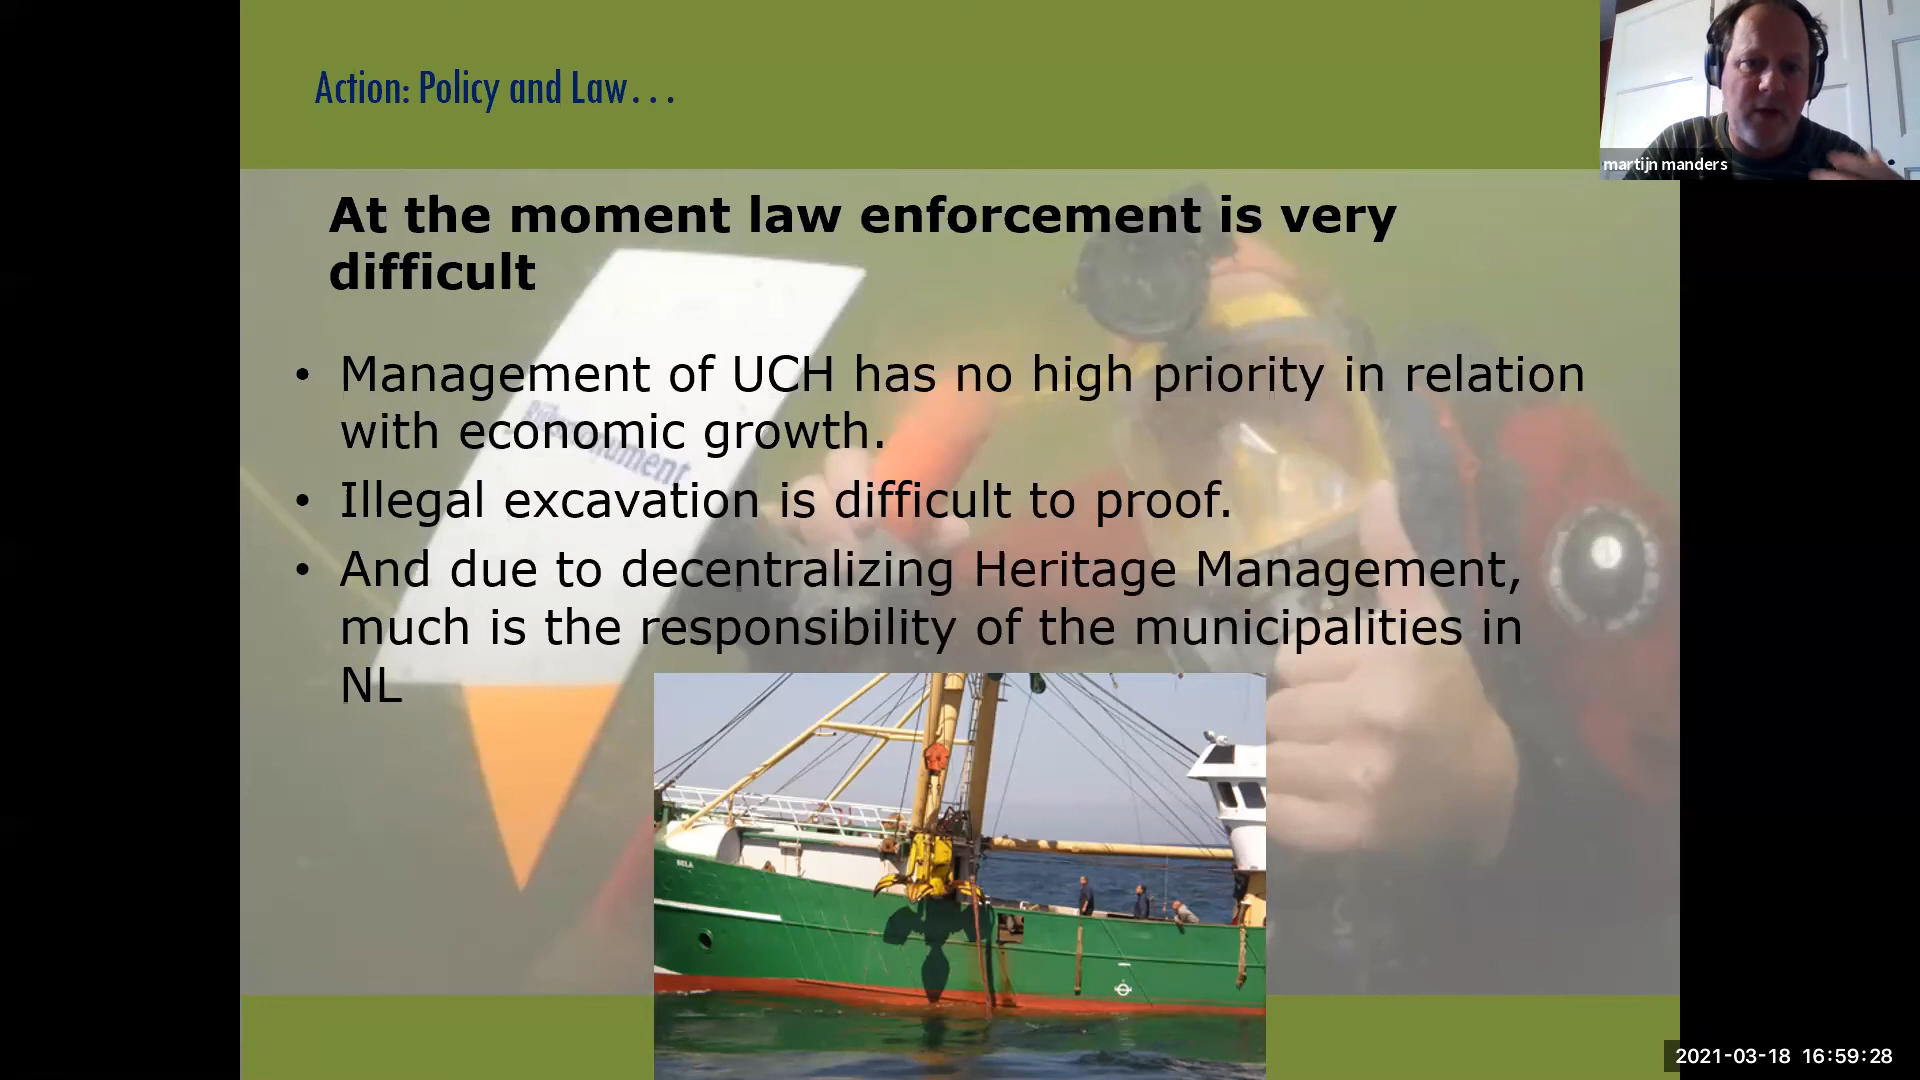 Action: Policy and Law...
martijn manders
At the moment law enforcement is very
difficult
• Management of UCH has no high priority in relation
with economic growth.
• Illegal excavation is difficult to proof.
• And due to decentralizing Heritage Management,
much is the responsibility of the municipalities in
NL
BELA
2021-03-18 16:59:28